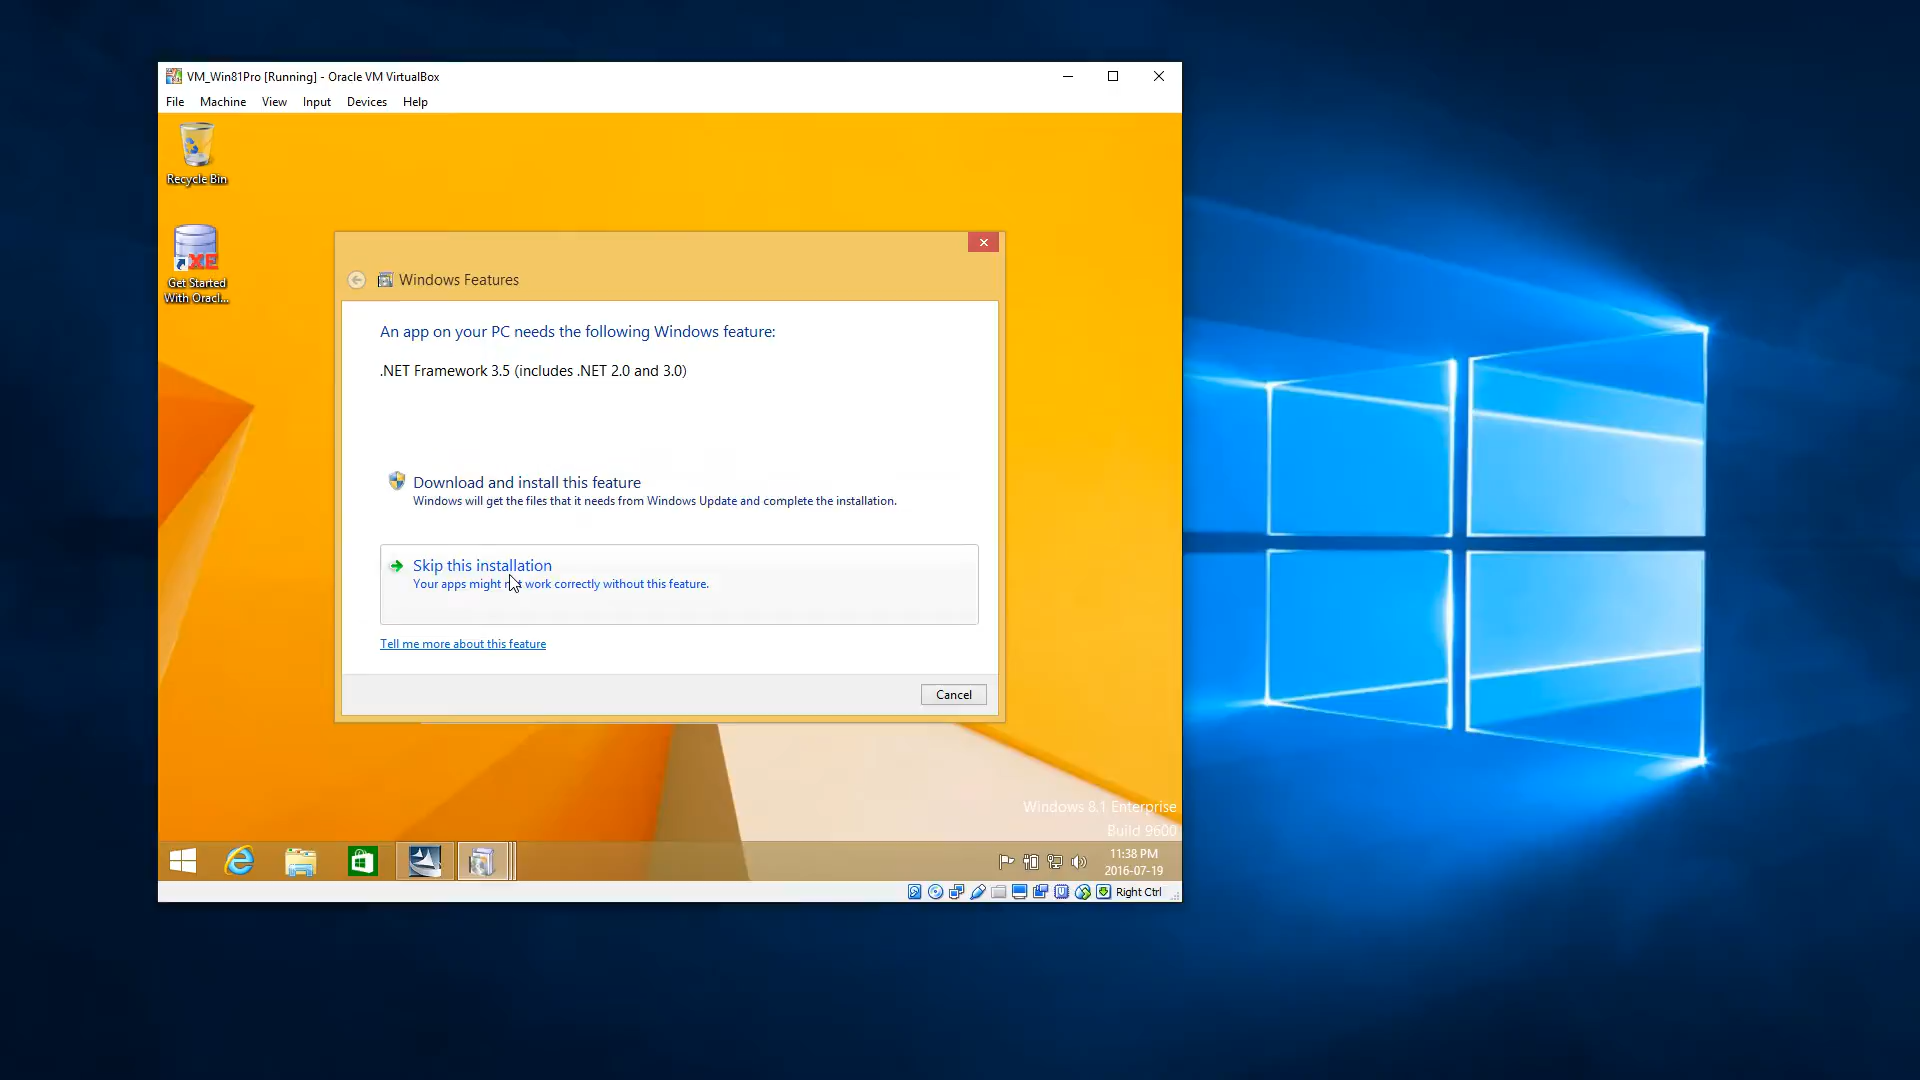 VM_Win81Pro [Running] - Oracle VM VirtualBox
File Machine View Input Devices Help
Recycle Bin
Get Started
With Oracl...
Windows Features
An app on your PC needs the following Windows feature:
.NET Framework 3.5 (includes .NET 2.0 and 3.0)
Download and install this feature
Windows will get the files that it needs from Windows Update and complete the installation.
Skip this installation
Your apps might not work correctly without this feature.
Tell me more about this feature
Cancel
Windows 8.1 Enterprise
Build 9600
11:38 PM
2016-07-19
Right Ctrl
XE